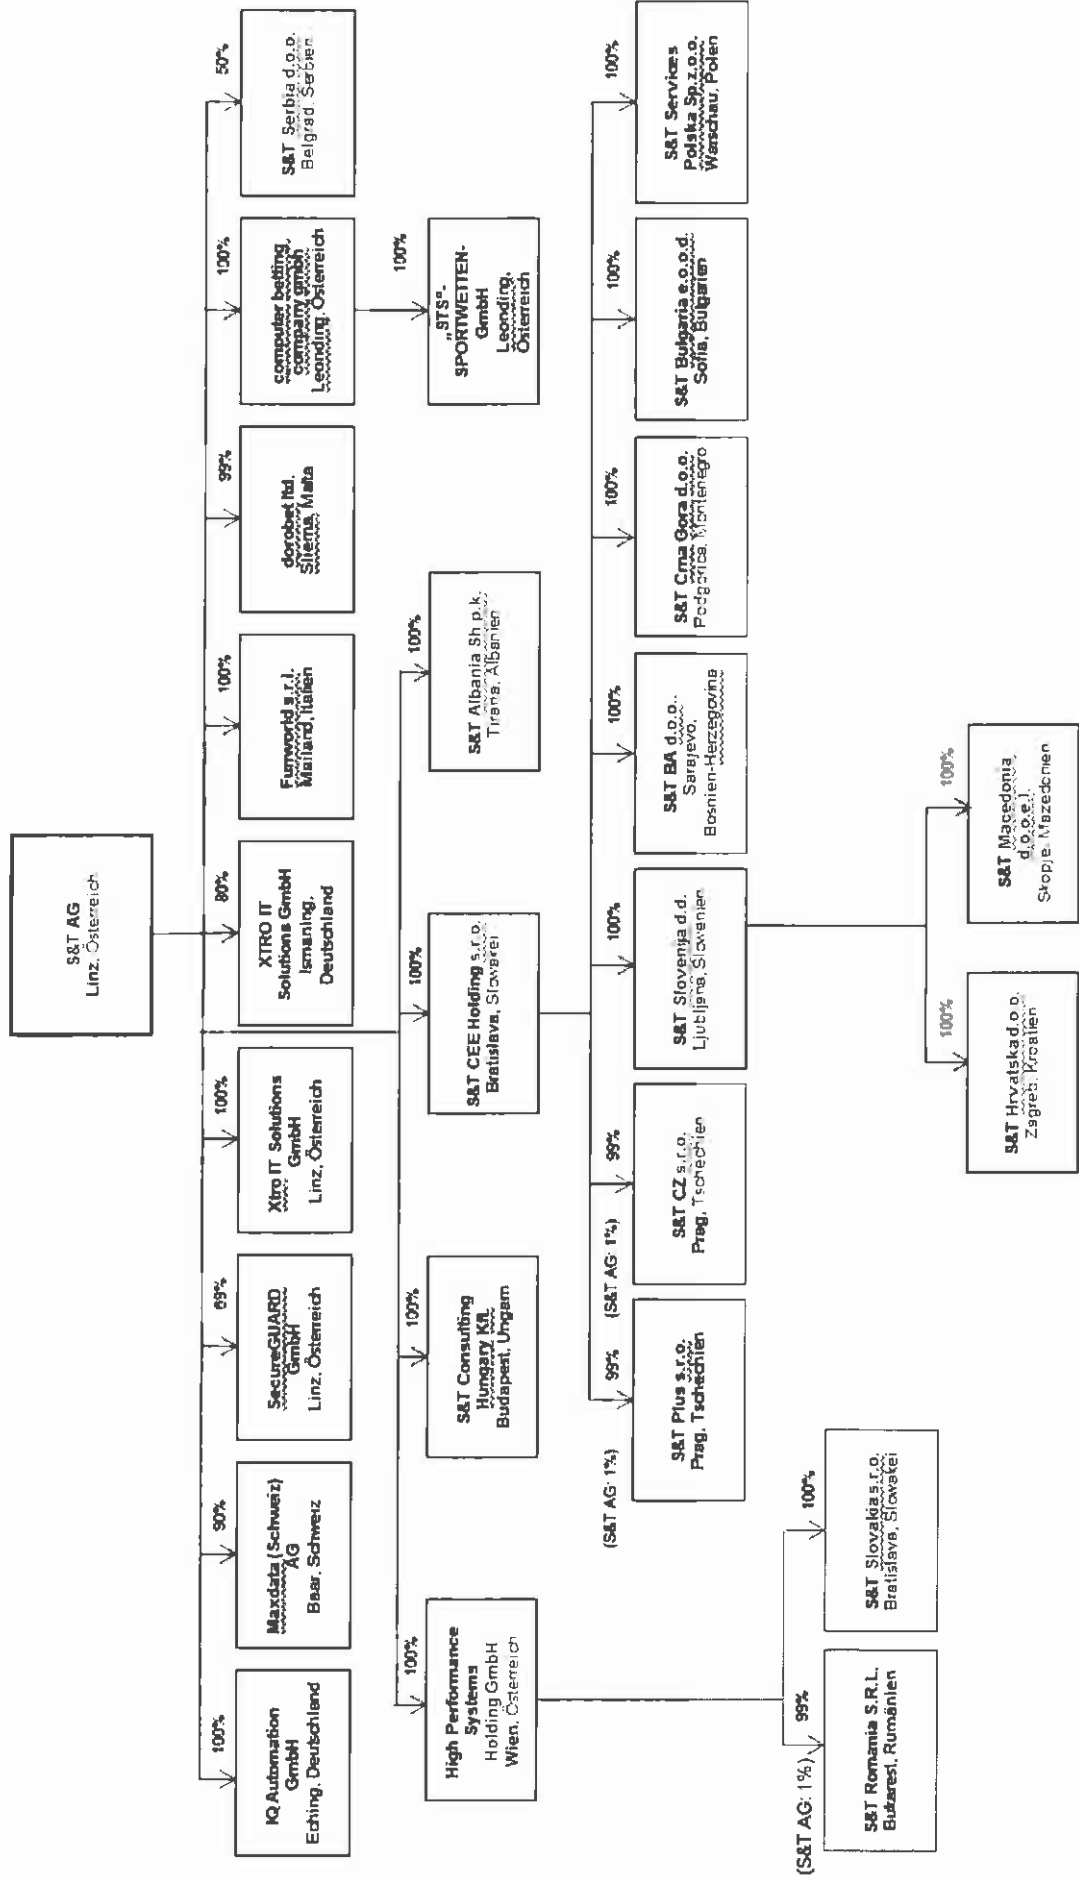 S&T AG
Linz, Österreich
100%
IQ Automation
GmbH
Eching, Deutschland
90%
Maxdata (Schweiz)
AG
Baar, Schweiz
69%
SecureGUARD
GmbH
Linz, Österreich
100%
Xtro IT Solutions
GmbH
Linz, Österreich
80%
XTRO IT
Solutions GmbH
Ismaning,
Deutschland
100%
Funworld s.r.l.
Mailand, Italien
99%
dorobet ltd.
Sliema, Malta
100%
computer betting
company gmbh
Leonding, Österreich
50%
S&T Serbia d.o.o.
Belgrad, Serbien
100%
High Performance
Systems
Holding GmbH
Wien, Österreich
100%
S&T Consulting
Hungary Kft.
Budapest, Ungarn
100%
S&T CEE Holding s.r.o.
Bratislava, Slowakei
100%
S&T Albania Sh p.k.
Tirana, Albanien
100%
„STS“-
SPORTWETTEN-
GmbH
Leonding,
Österreich
(S&T AG: 1%)
99%
S&T Plus s.r.o.
Prag, Tschechien
(S&T AG: 1%)
99%
S&T CZ s.r.o.
Prag, Tschechien
100%
S&T Slovenija d.d.
Ljubljana, Slowenien
100%
S&T BA d.o.o.,
Sarajevo,
Bosnien-Herzegovina
100%
S&T Crna Gora d.o.o.
Podgorica, Montenegro
100%
S&T Bulgaria e.o.o.d.
Sofia, Bulgarien
100%
S&T Services
Polska Sp.z.o.o.
Warschau, Polen
(S&T AG: 1%)
99%
S&T Romania S.R.L.
Bukarest, Rumänien
100%
S&T Slovakia s.r.o.
Bratislava, Slowakei
100%
S&T Hrvatska d.o.o.
Zagreb, Kroatien
100%
S&T Macedonia
d.o.o.e.l.
Skopje, Mazedonien